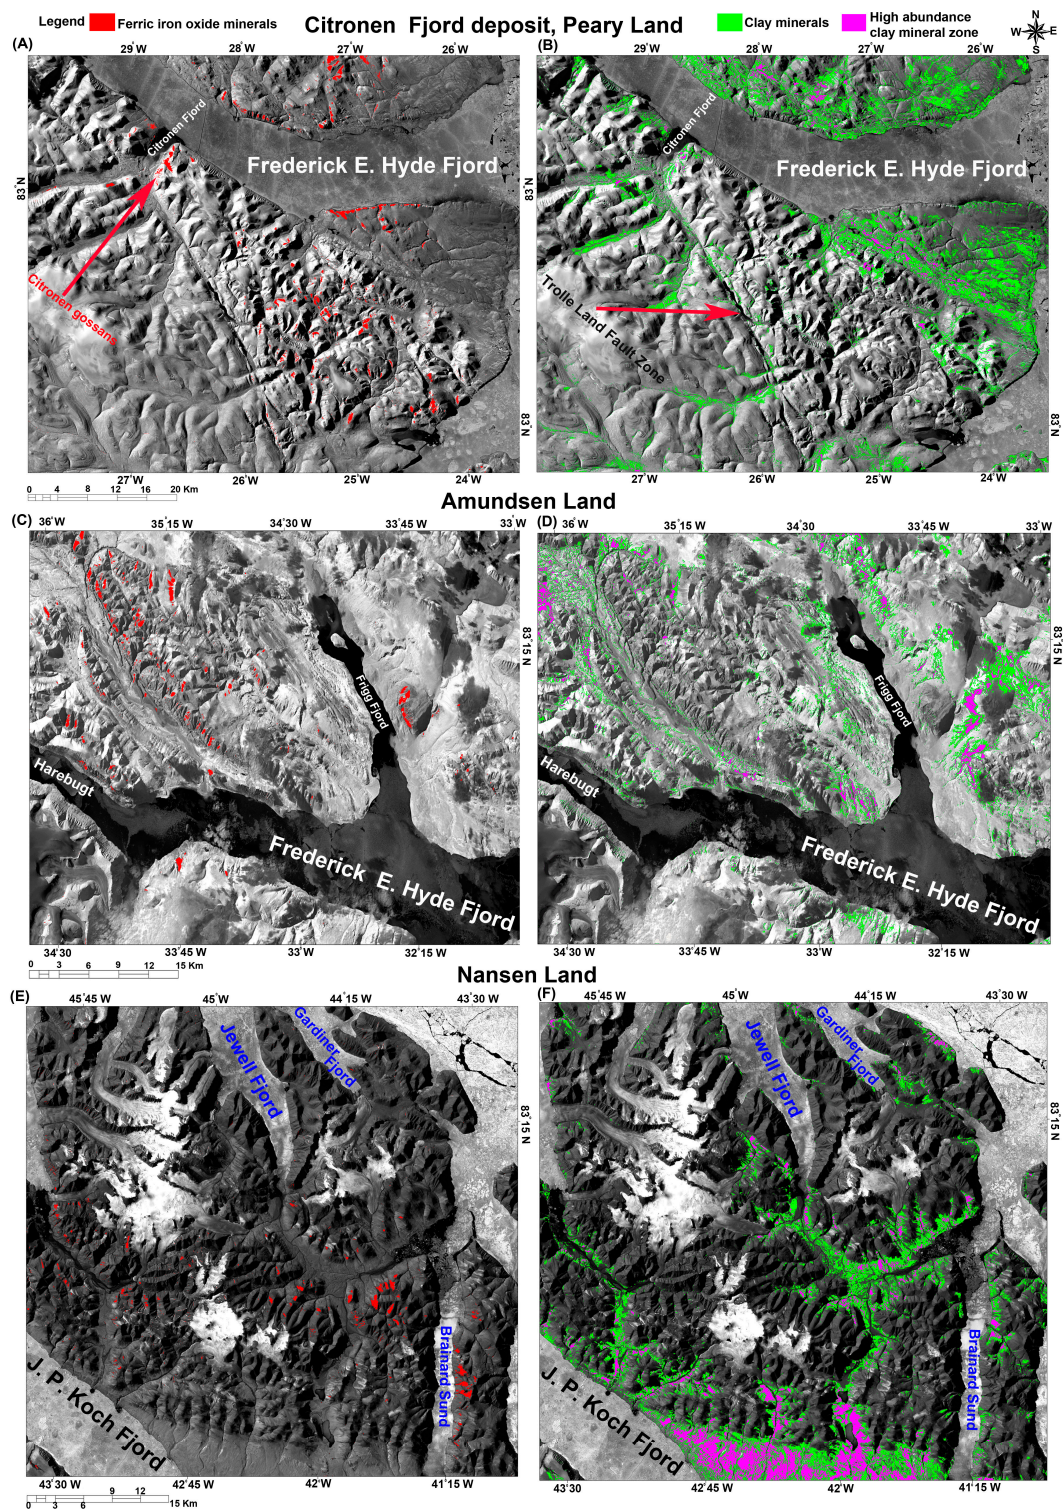 Legend Ferric iron oxide minerals Citronen Fjord deposit, Peary Land Clay minerals High abundance
clay mineral zone
N
W E
S
(A) 29°W 28°W 27°W 26°W
(B) 29°W 28°W 26°W 26°W
Citronen Fjord
Frederick E. Hyde Fjord
83°N
Citronen gossans
83°N
27°W 26°W 25°W 24°W
0 4 8 12 16 20 Km
Citronen Fjord
Frederick E. Hyde Fjord
83°N
Trolle Land Fault Zone
83°N
27°W 26°W 25°W 24°W
Amundsen Land
(C) 36°W 35°15 W 34°30 W 33°45 W 33°W
(D) 36°W 35°15 W 34°30 W 33°45 W 33°W
83°15 N
Frigg Fjord
Harebugt
Frederick E. Hyde Fjord
34°30 W 33°45 W 33°W 32°15 W
0 3 6 9 12 15 Km
83°15 N
Frigg Fjord
Harebugt
Frederick E. Hyde Fjord
34°30 W 33°45 W 33°W 32°15 W
Nansen Land
(E) 45°45 W 45°W 44°15 W 43°30 W
(F) 45°45 W 45°W 44°15 W 43°30 W
Jewell Fjord
Gardiner Fjord
83°15 N
Brainard Sund
J. P. Koch Fjord
43°30 W 42°45 W 42°W 41°15 W
0 3 6 9 12 15 Km
Jewell Fjord
Gardiner Fjord
83°15 N
Brainard Sund
J. P. Koch Fjord
43°30 W 42°45 W 42°W 41°15 W